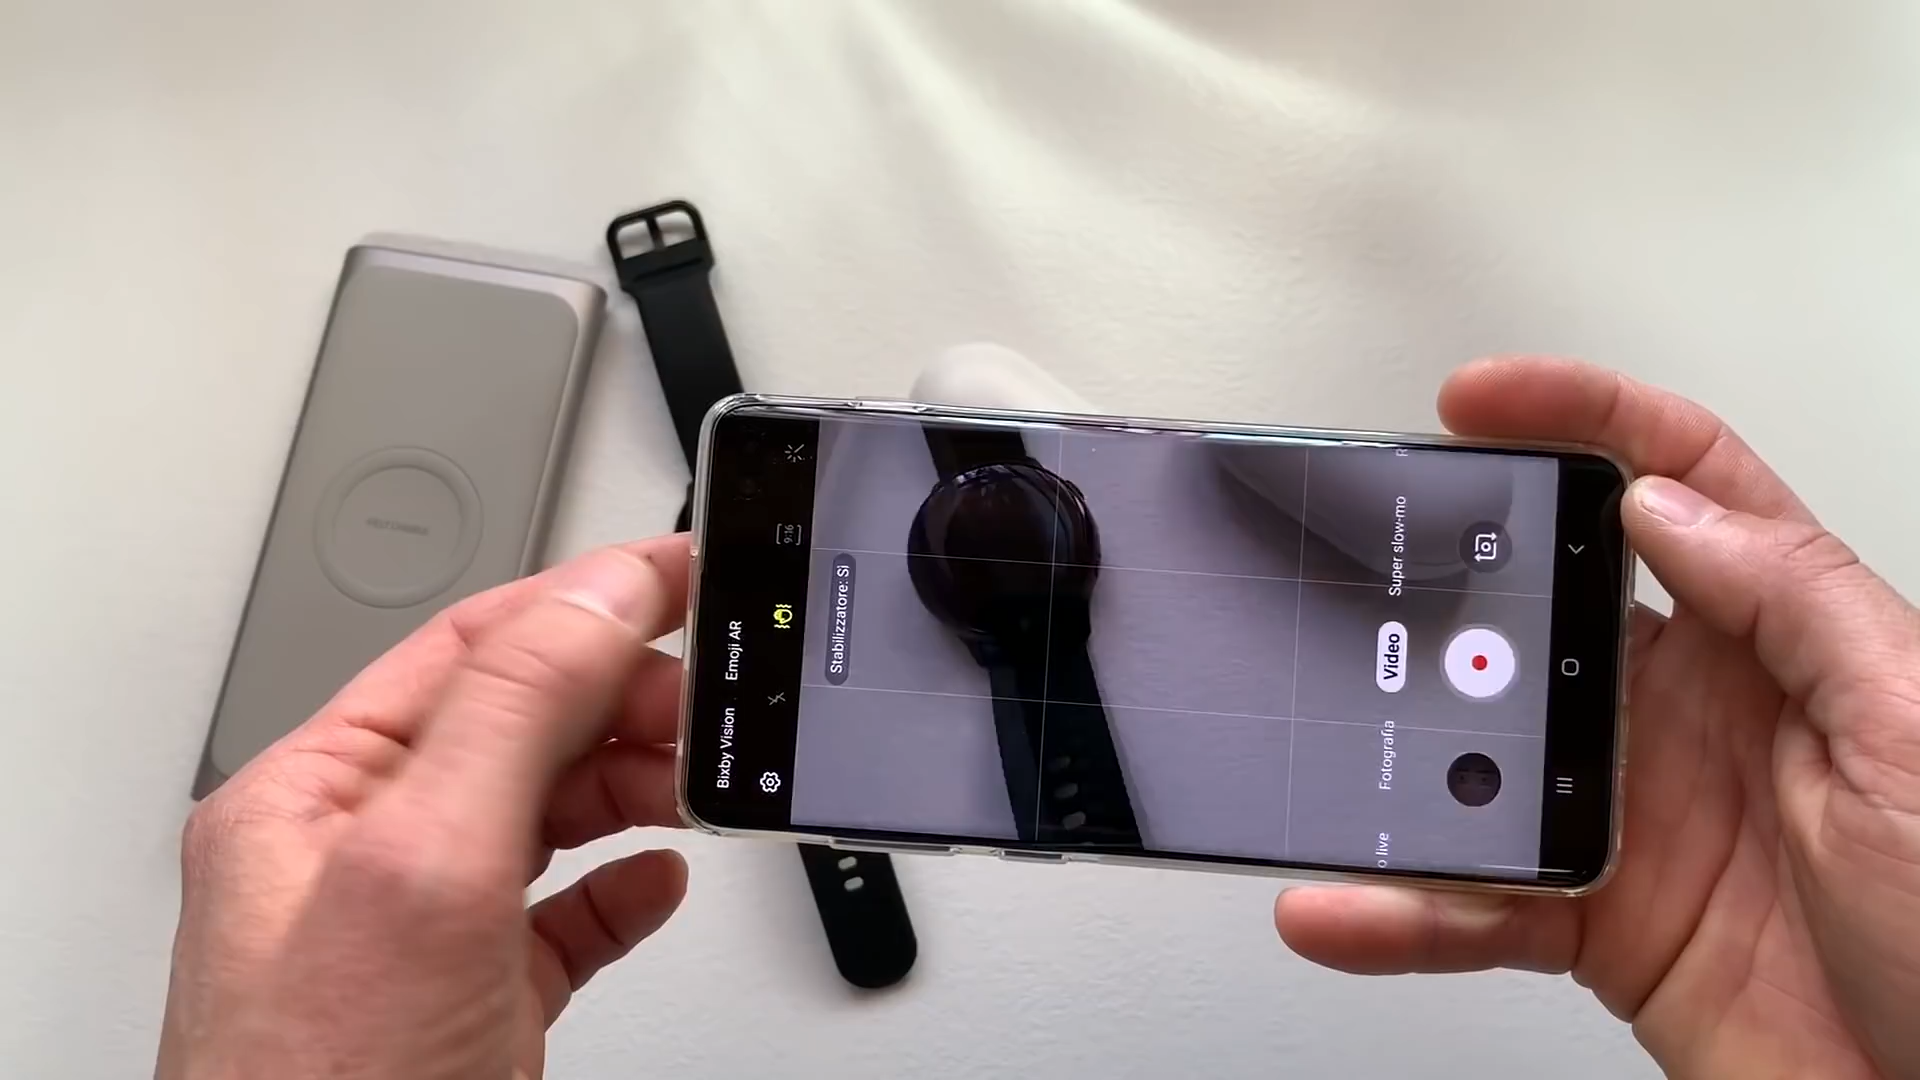 Bixby Vision
Emoji AR
9:16
Stabilizzatore: Sì
o live
Fotografia
Video
Super slow-mo
R